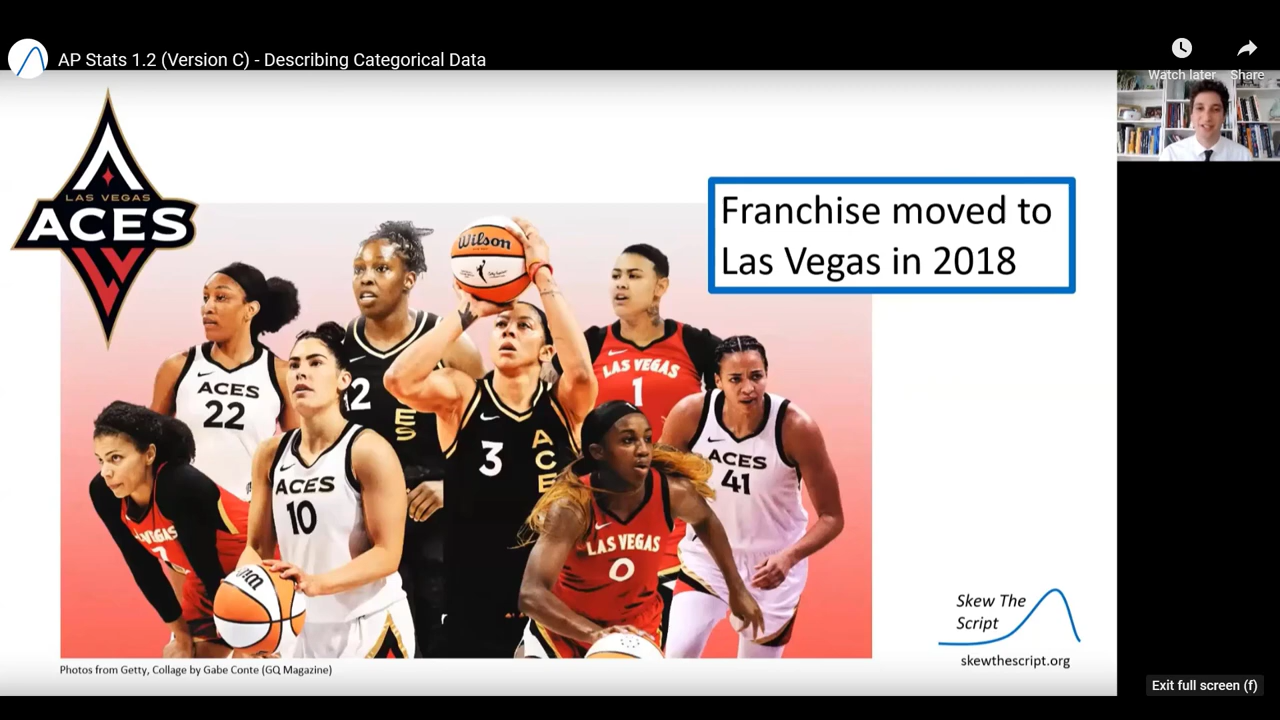 AP Stats 1.2 (Version C) - Describing Categorical Data
Watch later
Share
LAS VEGAS
ACES
Franchise moved to
Las Vegas in 2018
Wilson
ACES
22
ACES
10
3
ACE
LAS VEGAS
1
LAS VEGAS
0
ACES
41
Skew The
Script
skewthescript.org
Photos from Getty, Collage by Gabe Conte (GQ Magazine)
Exit full screen (f)